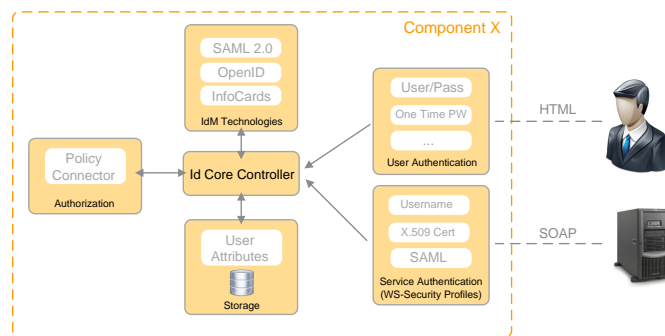 Component X
SAML 2.0
OpenID
InfoCards
IdM Technologies
User/Pass
One Time PW
...
User Authentication
HTML
Policy
Connector
Authorization
Id Core Controller
Username
X.509 Cert
SAML
Service Authentication
(WS-Security Profiles)
SOAP
User
Attributes
Storage